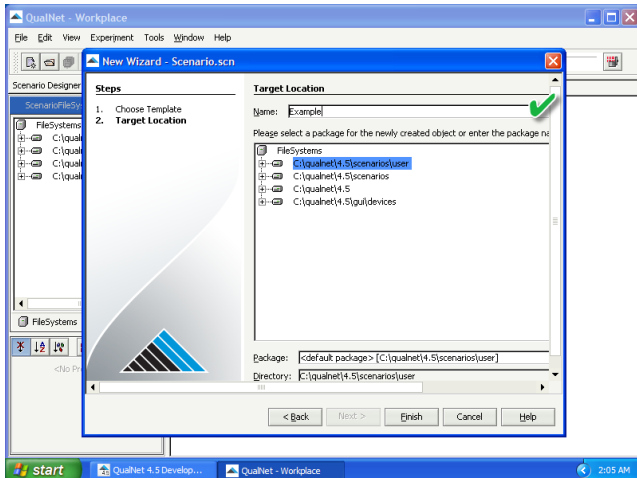 QualNet - Workplace
File Edit View Experiment Tools Window Help
Scenario Designer
ScenarioFileSy
FileSystems
C:\qual
C:\qual
C:\qual
C:\qual
FileSystems
<No Pr
New Wizard - Scenario.scn
Steps
1. Choose Template
2. Target Location
Target Location
Name: Example
Please select a package for the newly created object or enter the package na
FileSystems
C:\qualnet\4.5\scenarios\user
C:\qualnet\4.5\scenarios
C:\qualnet\4.5
C:\qualnet\4.5\gui\devices
Package: <default package> [C:\qualnet\4.5\scenarios\user]
Directory: C:\qualnet\4.5\scenarios\user
< Back Next > Finish Cancel Help
start QualNet 4.5 Develop... QualNet - Workplace 2:05 AM